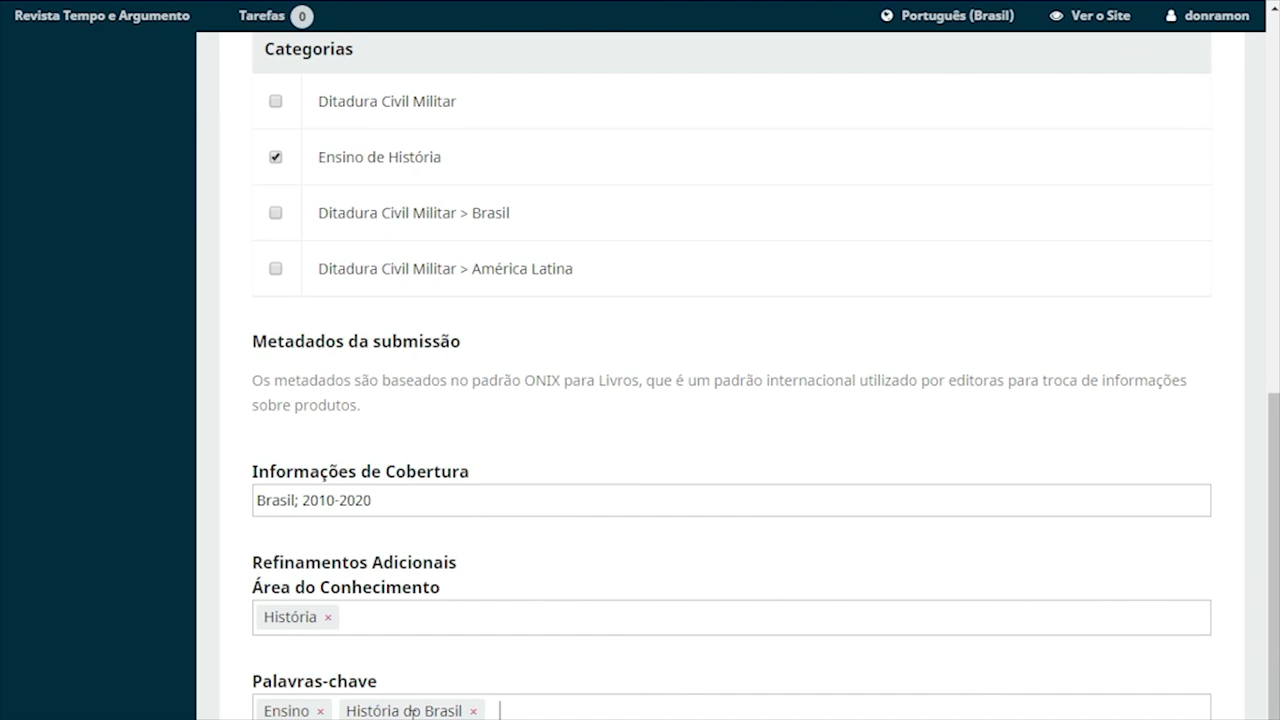 Revista Tempo e Argumento Tarefas 0 Português (Brasil) Ver o Site donramon
Categorias
Ditadura Civil Militar
Ensino de História
Ditadura Civil Militar > Brasil
Ditadura Civil Militar > América Latina
Metadados da submissão
Os metadados são baseados no padrão ONIX para Livros, que é um padrão internacional utilizado por editoras para troca de informações
sobre produtos.
Informações de Cobertura
Brasil; 2010-2020
Refinamentos Adicionais
Área do Conhecimento
História ×
Palavras-chave
Ensino × História do Brasil ×